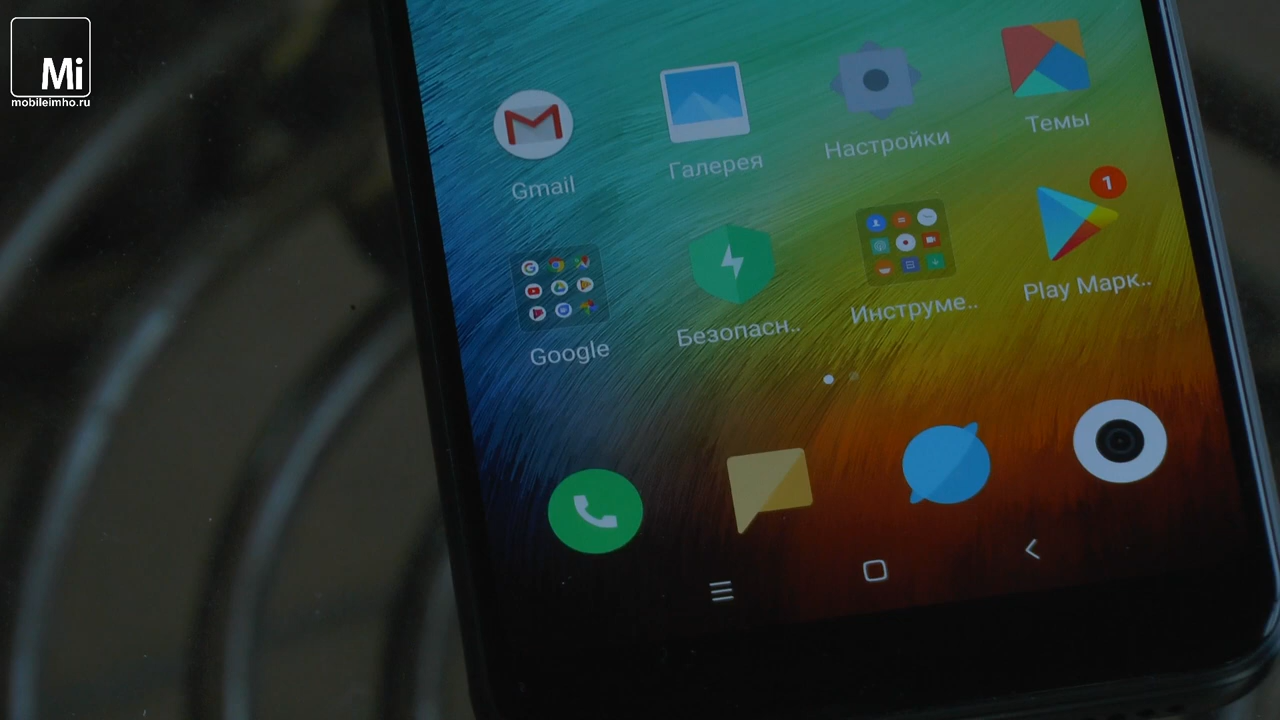 Mi
mobileimho.ru
Gmail
Галерея
Настройки
Темы
1
Google
Безопасн..
Инструме..
Play Марк..